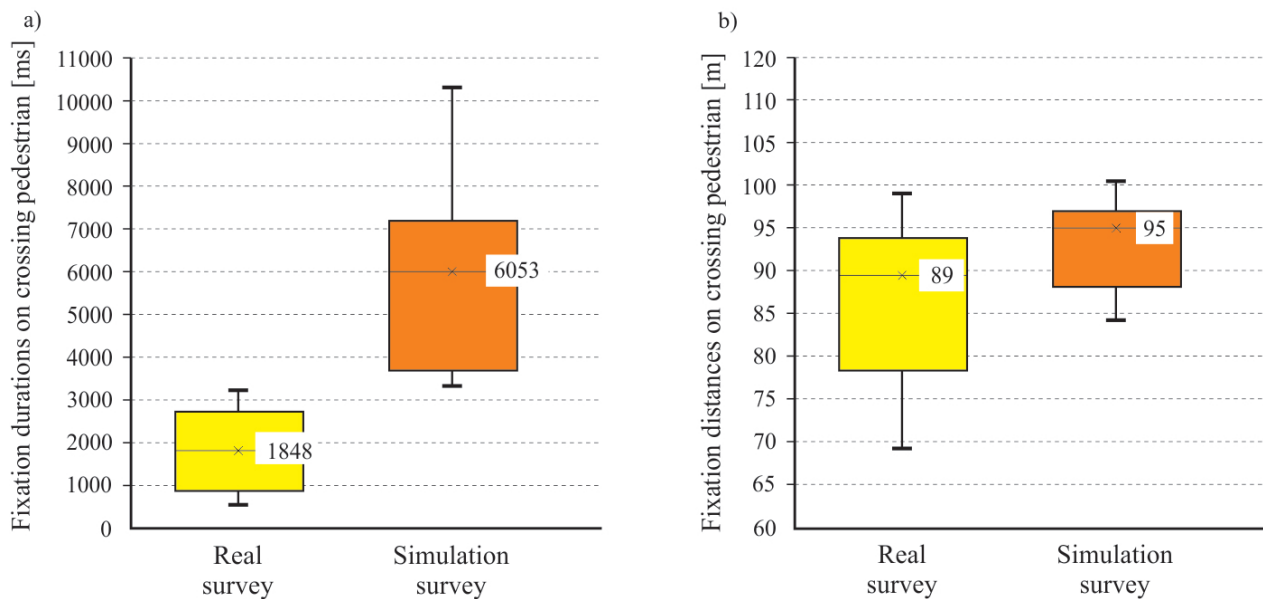 a)
Fixation durations on crossing pedestrian [ms]
11000
10000
9000
8000
7000
6000
5000
4000
3000
2000
1000
0
1848
6053
Real
survey
Simulation
survey
b)
Fixation distances on crossing pedestrian [m]
120
110
105
100
95
90
85
80
75
70
65
60
89
95
Real
survey
Simulation
survey